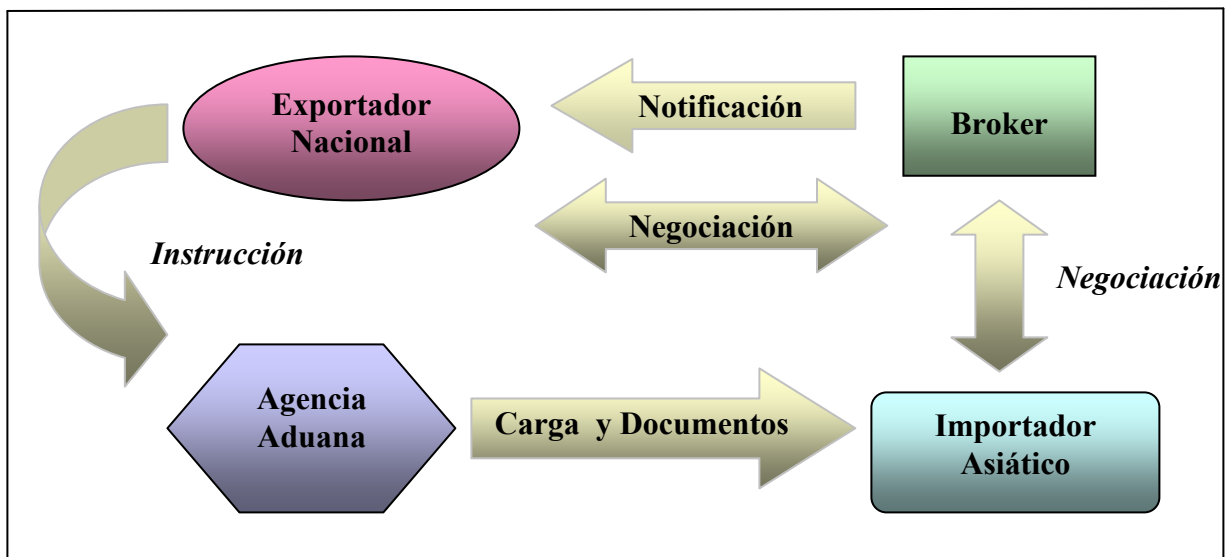 Exportador
Nacional
Notificación
Broker
Negociación
Instrucción
Negociación
Agencia
Aduana
Carga y Documentos
Importador
Asiático